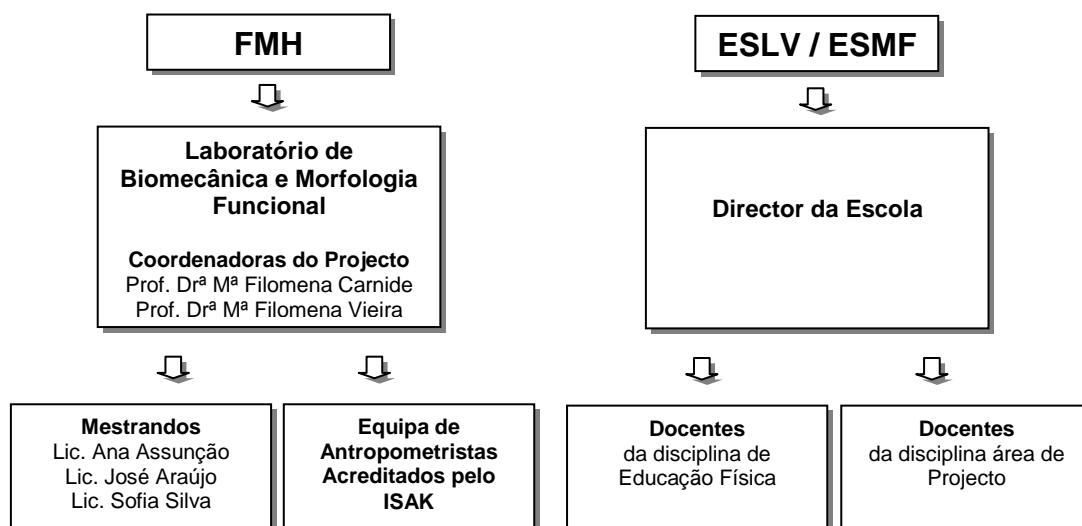 FMH
Laboratório de
Biomecânica e Morfologia
Funcional
Coordenadoras do Projecto
Prof. Drª Mª Filomena Carnide
Prof. Drª Mª Filomena Vieira
Mestrandos
Lic. Ana Assunção
Lic. José Araújo
Lic. Sofia Silva
Equipa de
Antropometristas
Acreditados pelo
ISAK
ESLV / ESMF
Director da Escola
Docentes
da disciplina de
Educação Física
Docentes
da disciplina área de
Projecto